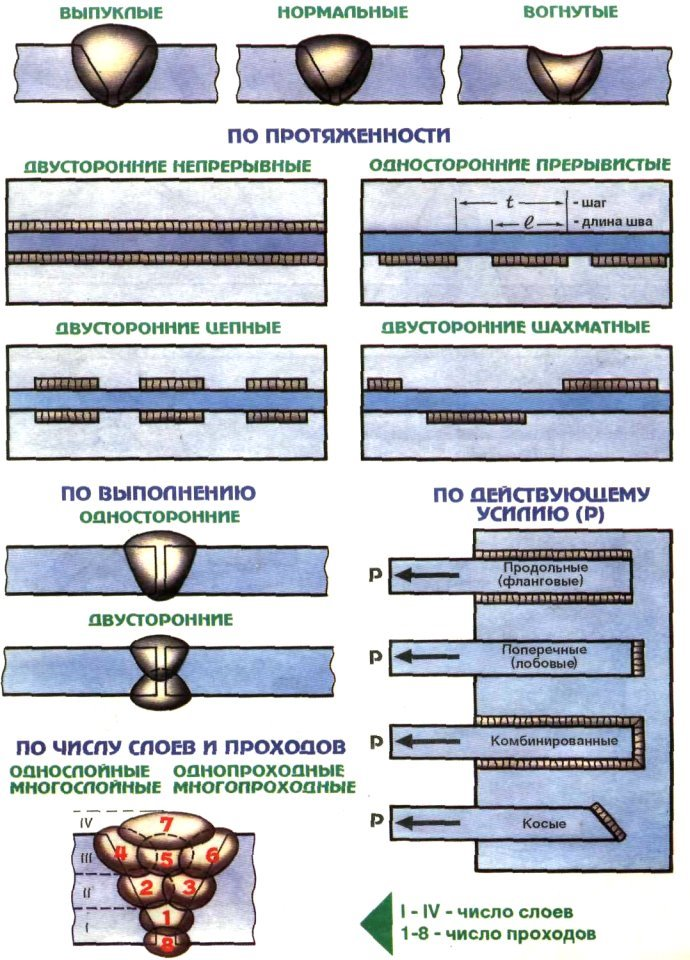 ВЫПУКЛЫЕ
НОРМАЛЬНЫЕ
ВОГНУТЫЕ
ПО ПРОТЯЖЕННОСТИ
ДВУСТОРОННИЕ НЕПРЕРЫВНЫЕ
ОДНОСТОРОННИЕ ПРЕРЫВИСТЫЕ
t - шаг
ℓ - длина шва
ДВУСТОРОННИЕ ЦЕПНЫЕ
ДВУСТОРОННИЕ ШАХМАТНЫЕ
ПО ВЫПОЛНЕНИЮ
ОДНОСТОРОННИЕ
ДВУСТОРОННИЕ
ПО ДЕЙСТВУЮЩЕМУ
УСИЛИЮ (Р)
Р
Продольные
(фланговые)
Р
Поперечные
(лобовые)
Р
Комбинированные
Р
Косые
ПО ЧИСЛУ СЛОЕВ И ПРОХОДОВ
ОДНОСЛОЙНЫЕ ОДНОПРОХОДНЫЕ
МНОГОСЛОЙНЫЕ МНОГОПРОХОДНЫЕ
IV 7
III 4 5 6
II 2 3
I 1
8
I - IV - число слоев
1-8 - число проходов